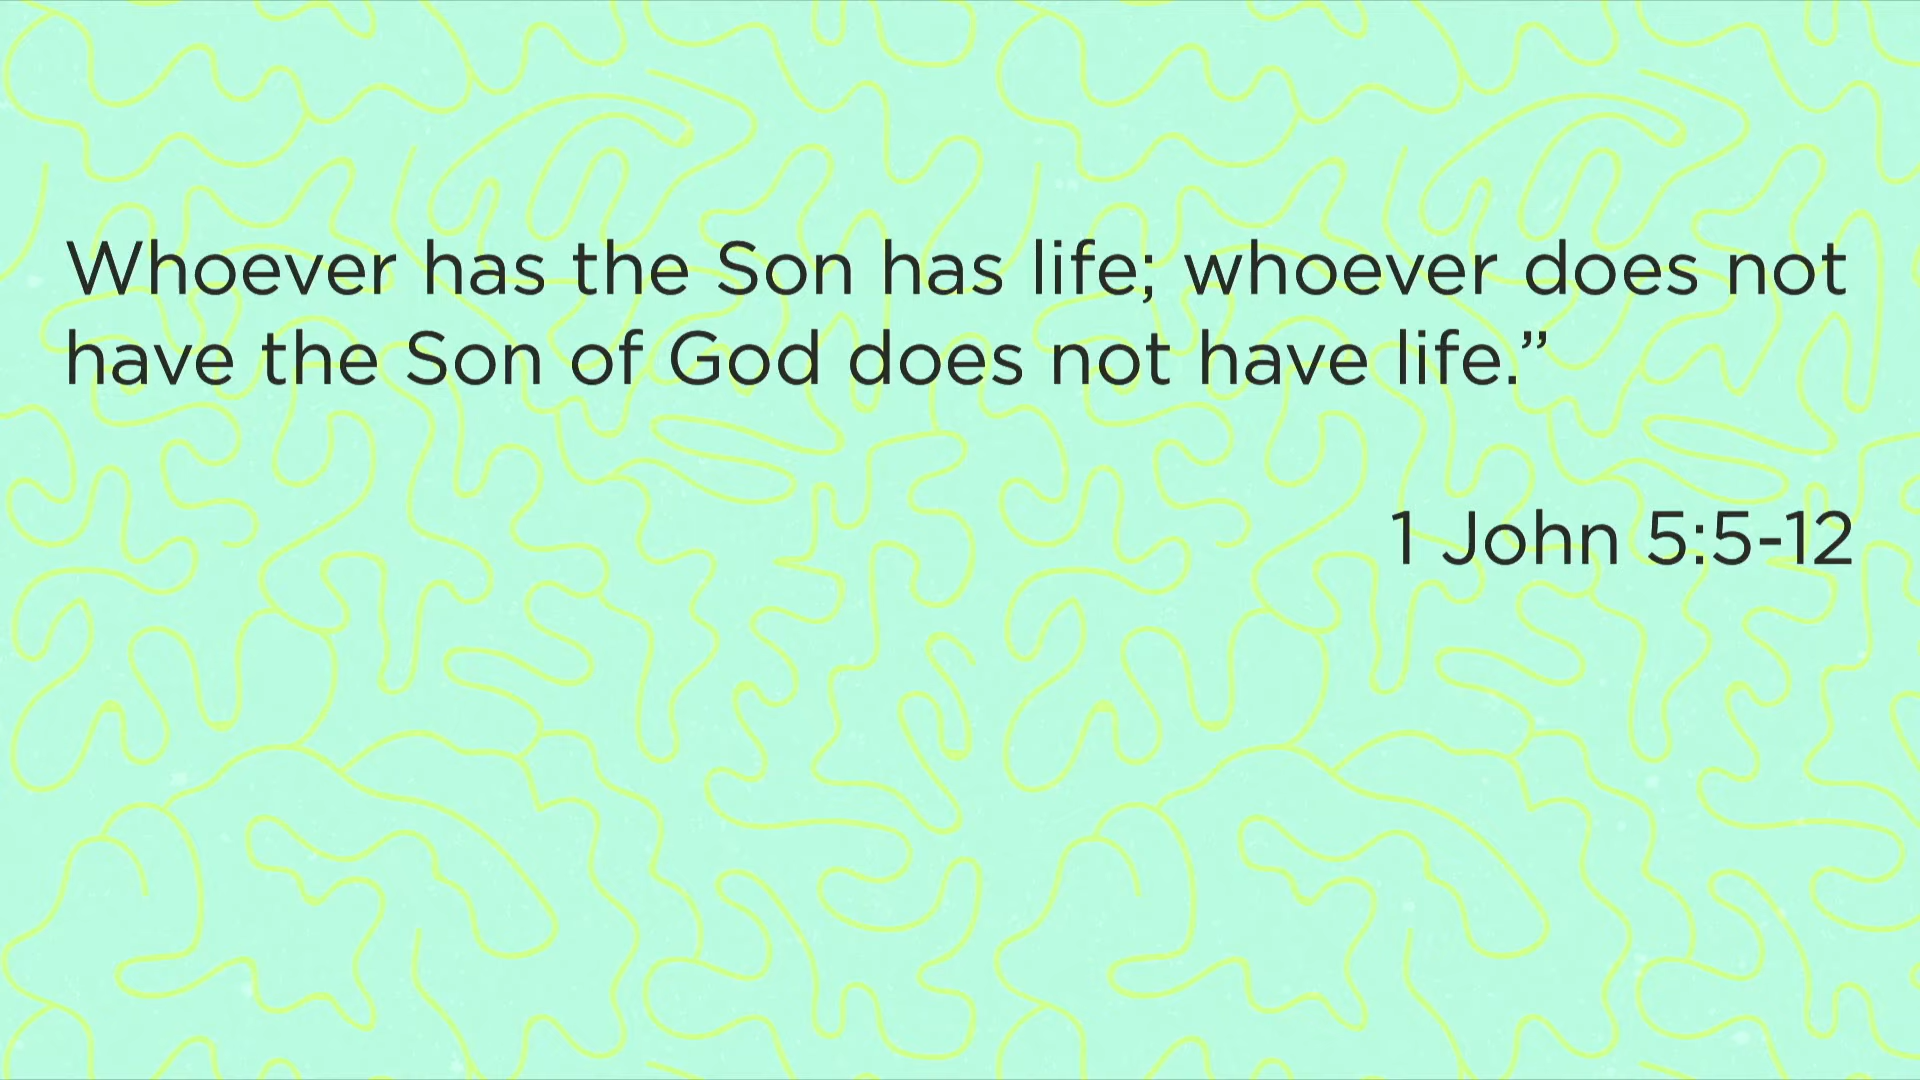 Whoever has the Son has life; whoever does not
have the Son of God does not have life.”
1 John 5:5-12